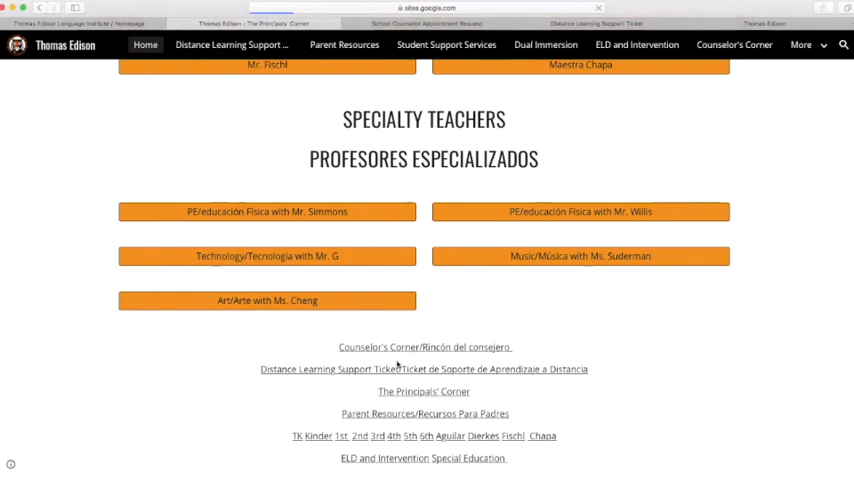 sites.google.com
Thomas Edison Language Institute / Homepage
Thomas Edison - The Principals' Corner
School Counselor Appointment Request
Distance Learning Support Ticket
Thomas Edison
Thomas Edison
Home
Distance Learning Support ...
Parent Resources
Student Support Services
Dual Immersion
ELD and Intervention
Counselor's Corner
More
Mr. Fischl
Maestra Chapa
SPECIALTY TEACHERS
PROFESORES ESPECIALIZADOS
PE/educación Física with Mr. Simmons
PE/educación Física with Mr. Willis
Technology/Tecnología with Mr. G
Music/Música with Ms. Suderman
Art/Arte with Ms. Cheng
Counselor's Corner/Rincón del consejero
Distance Learning Support Ticket/Ticket de Soporte de Aprendizaje a Distancia
The Principals' Corner
Parent Resources/Recursos Para Padres
TK Kinder 1st 2nd 3rd 4th 5th 6th Aguilar Dierkes Fischl Chapa
ELD and Intervention Special Education